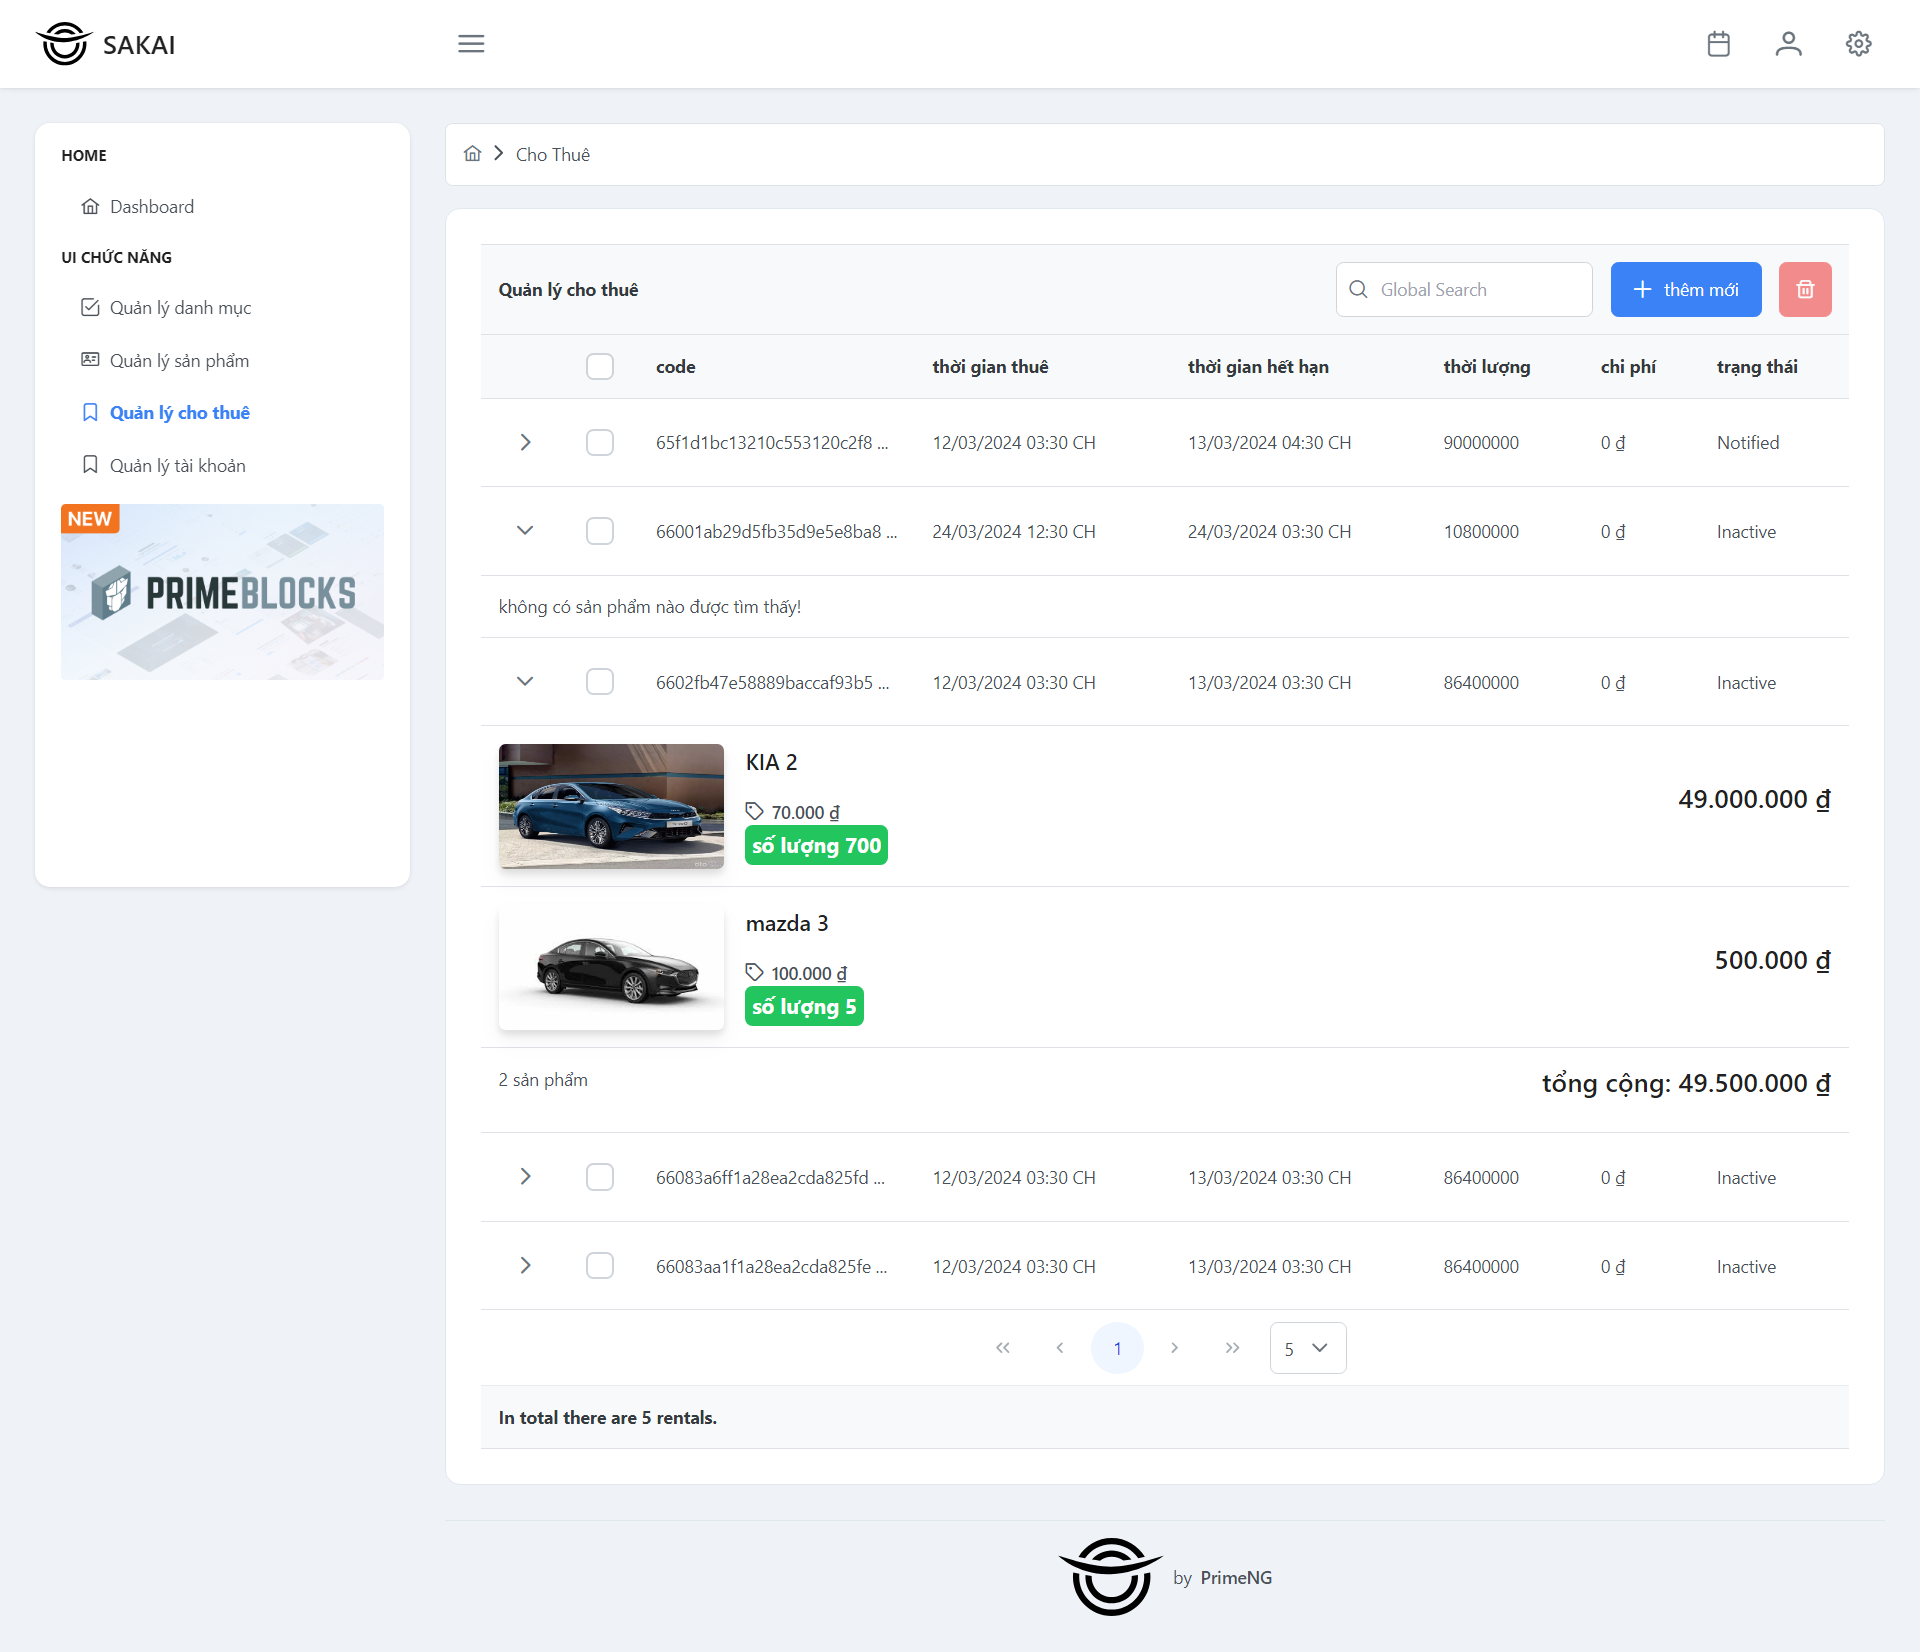 SAKAI
HOME
Dashboard
UI CHỨC NĂNG
Quản lý danh mục
Quản lý sản phẩm
Quản lý cho thuê
Quản lý tài khoản
NEW
PRIMEBLOCKS
Cho Thuê
Quản lý cho thuê
Global Search
thêm mới
code thời gian thuê thời gian hết hạn thời lượng chi phí trạng thái
65f1d1bc13210c553120c2f8 ... 12/03/2024 03:30 CH 13/03/2024 04:30 CH 90000000 0 ₫ Notified
66001ab29d5fb35d9e5e8ba8 ... 24/03/2024 12:30 CH 24/03/2024 03:30 CH 10800000 0 ₫ Inactive
không có sản phẩm nào được tìm thấy!
6602fb47e58889baccaf93b5 ... 12/03/2024 03:30 CH 13/03/2024 03:30 CH 86400000 0 ₫ Inactive
KIA 2
70.000 ₫
số lượng 700
49.000.000 ₫
mazda 3
100.000 ₫
số lượng 5
500.000 ₫
2 sản phẩm
tổng cộng: 49.500.000 ₫
66083a6ff1a28ea2cda825fd ... 12/03/2024 03:30 CH 13/03/2024 03:30 CH 86400000 0 ₫ Inactive
66083aa1f1a28ea2cda825fe ... 12/03/2024 03:30 CH 13/03/2024 03:30 CH 86400000 0 ₫ Inactive
1
5
In total there are 5 rentals.
by PrimeNG